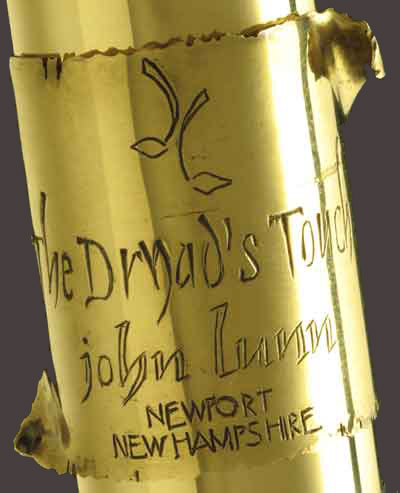 The Dryad's Touch
john Lunn
NEWPORT
NEW HAMPSHIRE